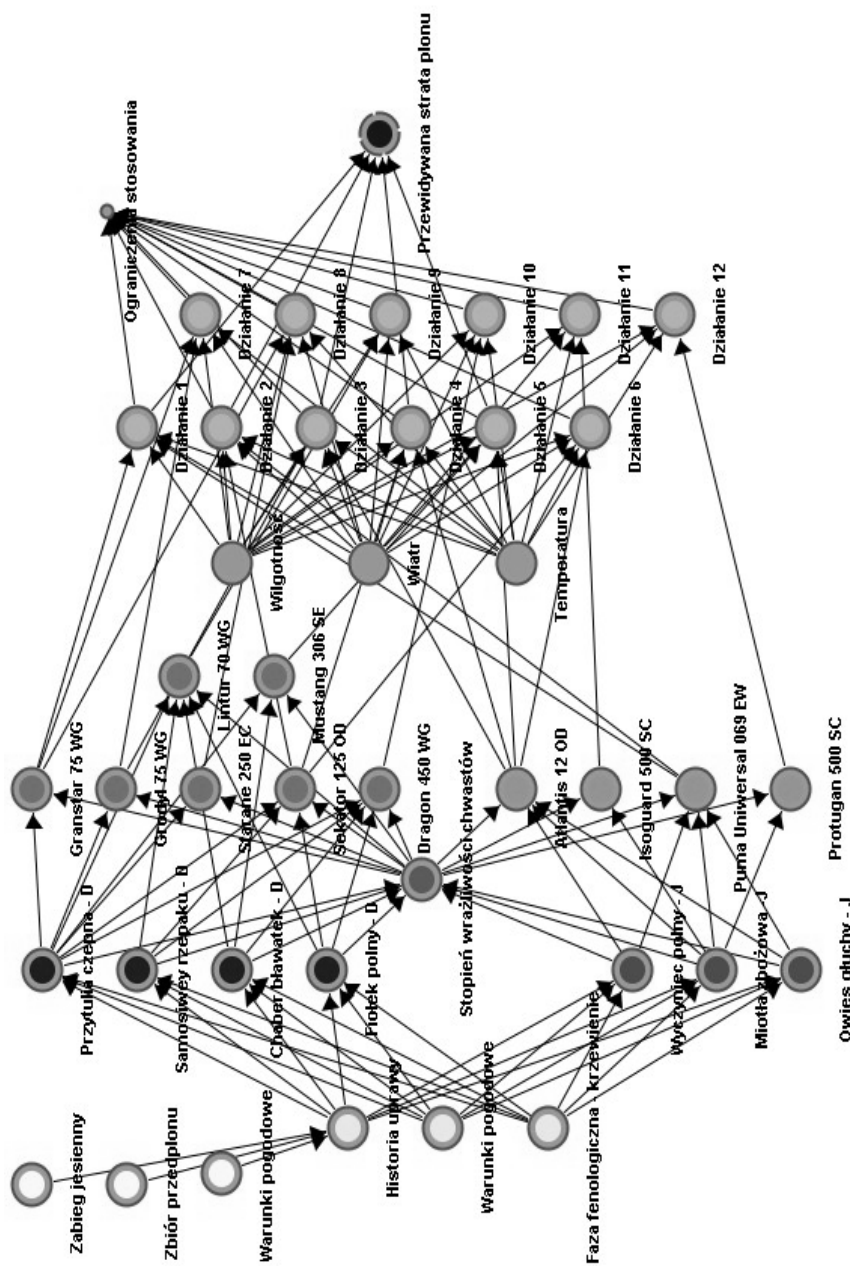 Zabieg jesienny
Zbiór przedplonu
Warunki pogodowe
Historia uprawy
Warunki pogodowe
Faza fenologiczna - krzewienie
Przytulia czepna - D
Samosiwey rzepaku - D
Chaber bławatek - D
Fiołek polny - D
Stopień wrażliwości chwastów
Wyczyniec polny - J
Miotła zbożowa - J
Owies głuchy - J
Granstar 75 WG
Grodyl 75 WG
Starane 250 EC
Sekator 125 OD
Dragon 450 WG
Atlantis 12 OD
Isoguard 500 SC
Puma Uniwersal 069 EW
Protugan 500 SC
Lintur 70 WG
Mustang 306 SE
Wilgotność
Wiatr
Temperatura
Działanie 1
Działanie 2
Działanie 3
Działanie 4
Działanie 5
Działanie 6
Działanie 7
Działanie 8
Działanie 9
Działanie 10
Działanie 11
Działanie 12
Ograniczenia stosowania
Przewidywana strata plonu